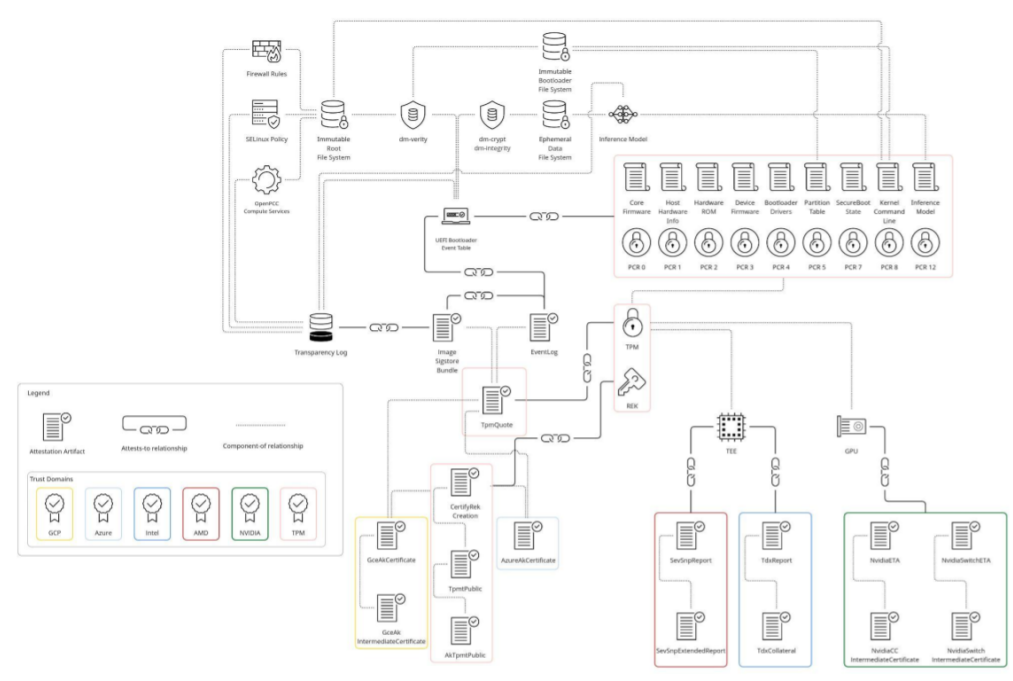 Firewall Rules
Immutable
Bootloader
File System
SELinux Policy
Immutable
Root
File System
dm-verity
dm-crypt
dm-integrity
Ephemeral
Data
File System
Inference Model
OpenPCC
Compute Services
Core
Firmware
Host
Hardware
Info
Hardware
ROM
Device
Firmware
Bootloader
Drivers
Partition
Table
SecureBoot
State
Kernel
Command
Line
Inference
Model
PCR 0
PCR 1
PCR 2
PCR 3
PCR 4
PCR 5
PCR 7
PCR 8
PCR 12
UEFI Bootloader
Event Table
Transparency Log
Image
Sigstore
Bundle
EventLog
TPM
REK
TpmQuote
TEE
GPU
Legend
Attestation Artifact
Attests-to relationship
Component-of relationship
Trust Domains
GCP
Azure
Intel
AMD
NVIDIA
TPM
CertifyRek
Creation
GceAkCertificate
TpmtPublic
AzureAkCertificate
GceAk
IntermediateCertificate
AkTpmtPublic
SevSnpReport
SevSnpExtendedReport
TdxReport
TdxCollateral
NvidiaETA
NvidiaSwitchETA
NvidiaCC
IntermediateCertificate
NvidiaSwitch
IntermediateCertificate